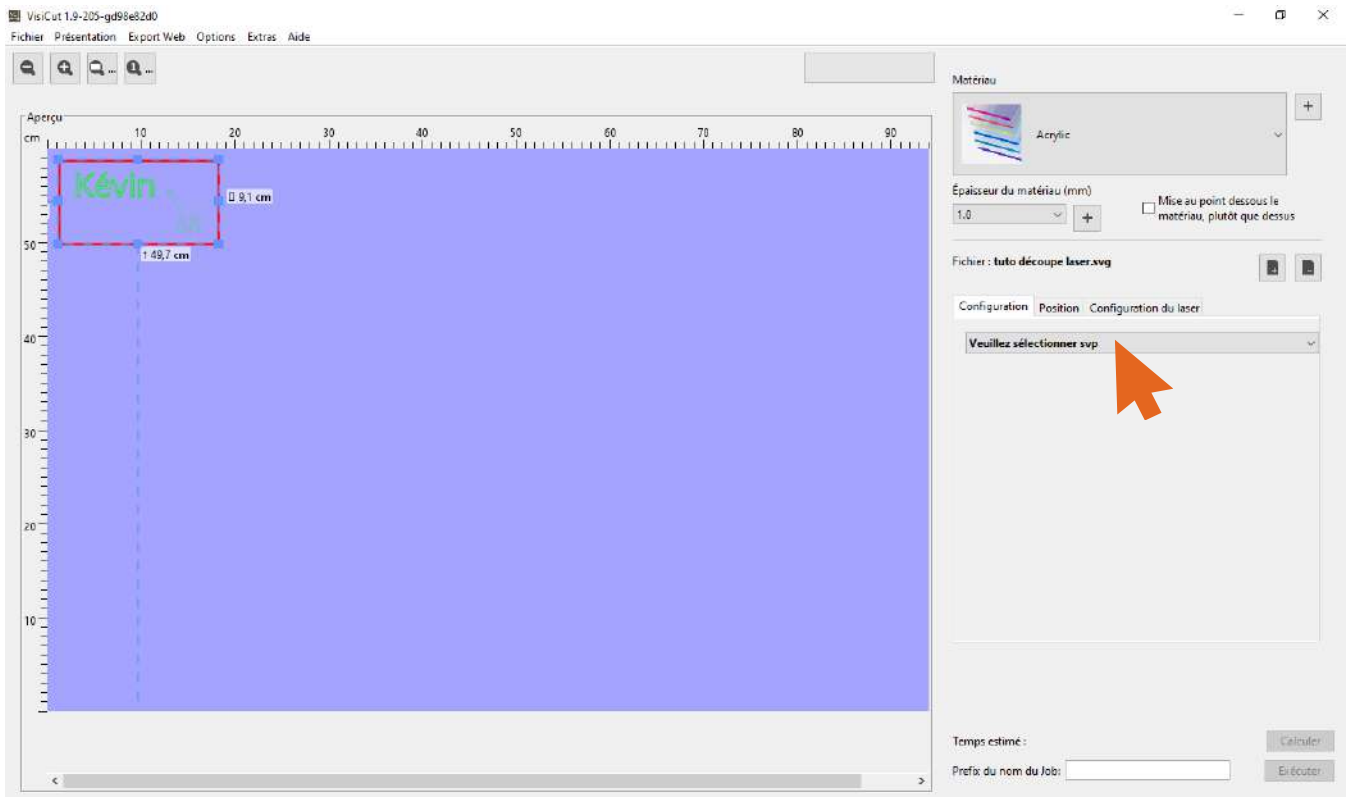 VisiCut 1.9-205-gd98e82d0
Fichier Présentation Export Web Options Extras Aide
... ...
Matériau
Aperçu
cm 10 20 30 40 50 60 70 80 90
+
Acrylic
Kévin
9,1 cm
Épaisseur du matériau (mm)
Mise au point dessous le
matériau, plutôt que dessus
1.0
+
50
↑ 49,7 cm
Fichier : tuto découpe laser.svg
Configuration Position Configuration du laser
Veuillez sélectionner svp
40
30
20
10
Temps estimé :
Calculer
Prefix du nom du Job:
Exécuter